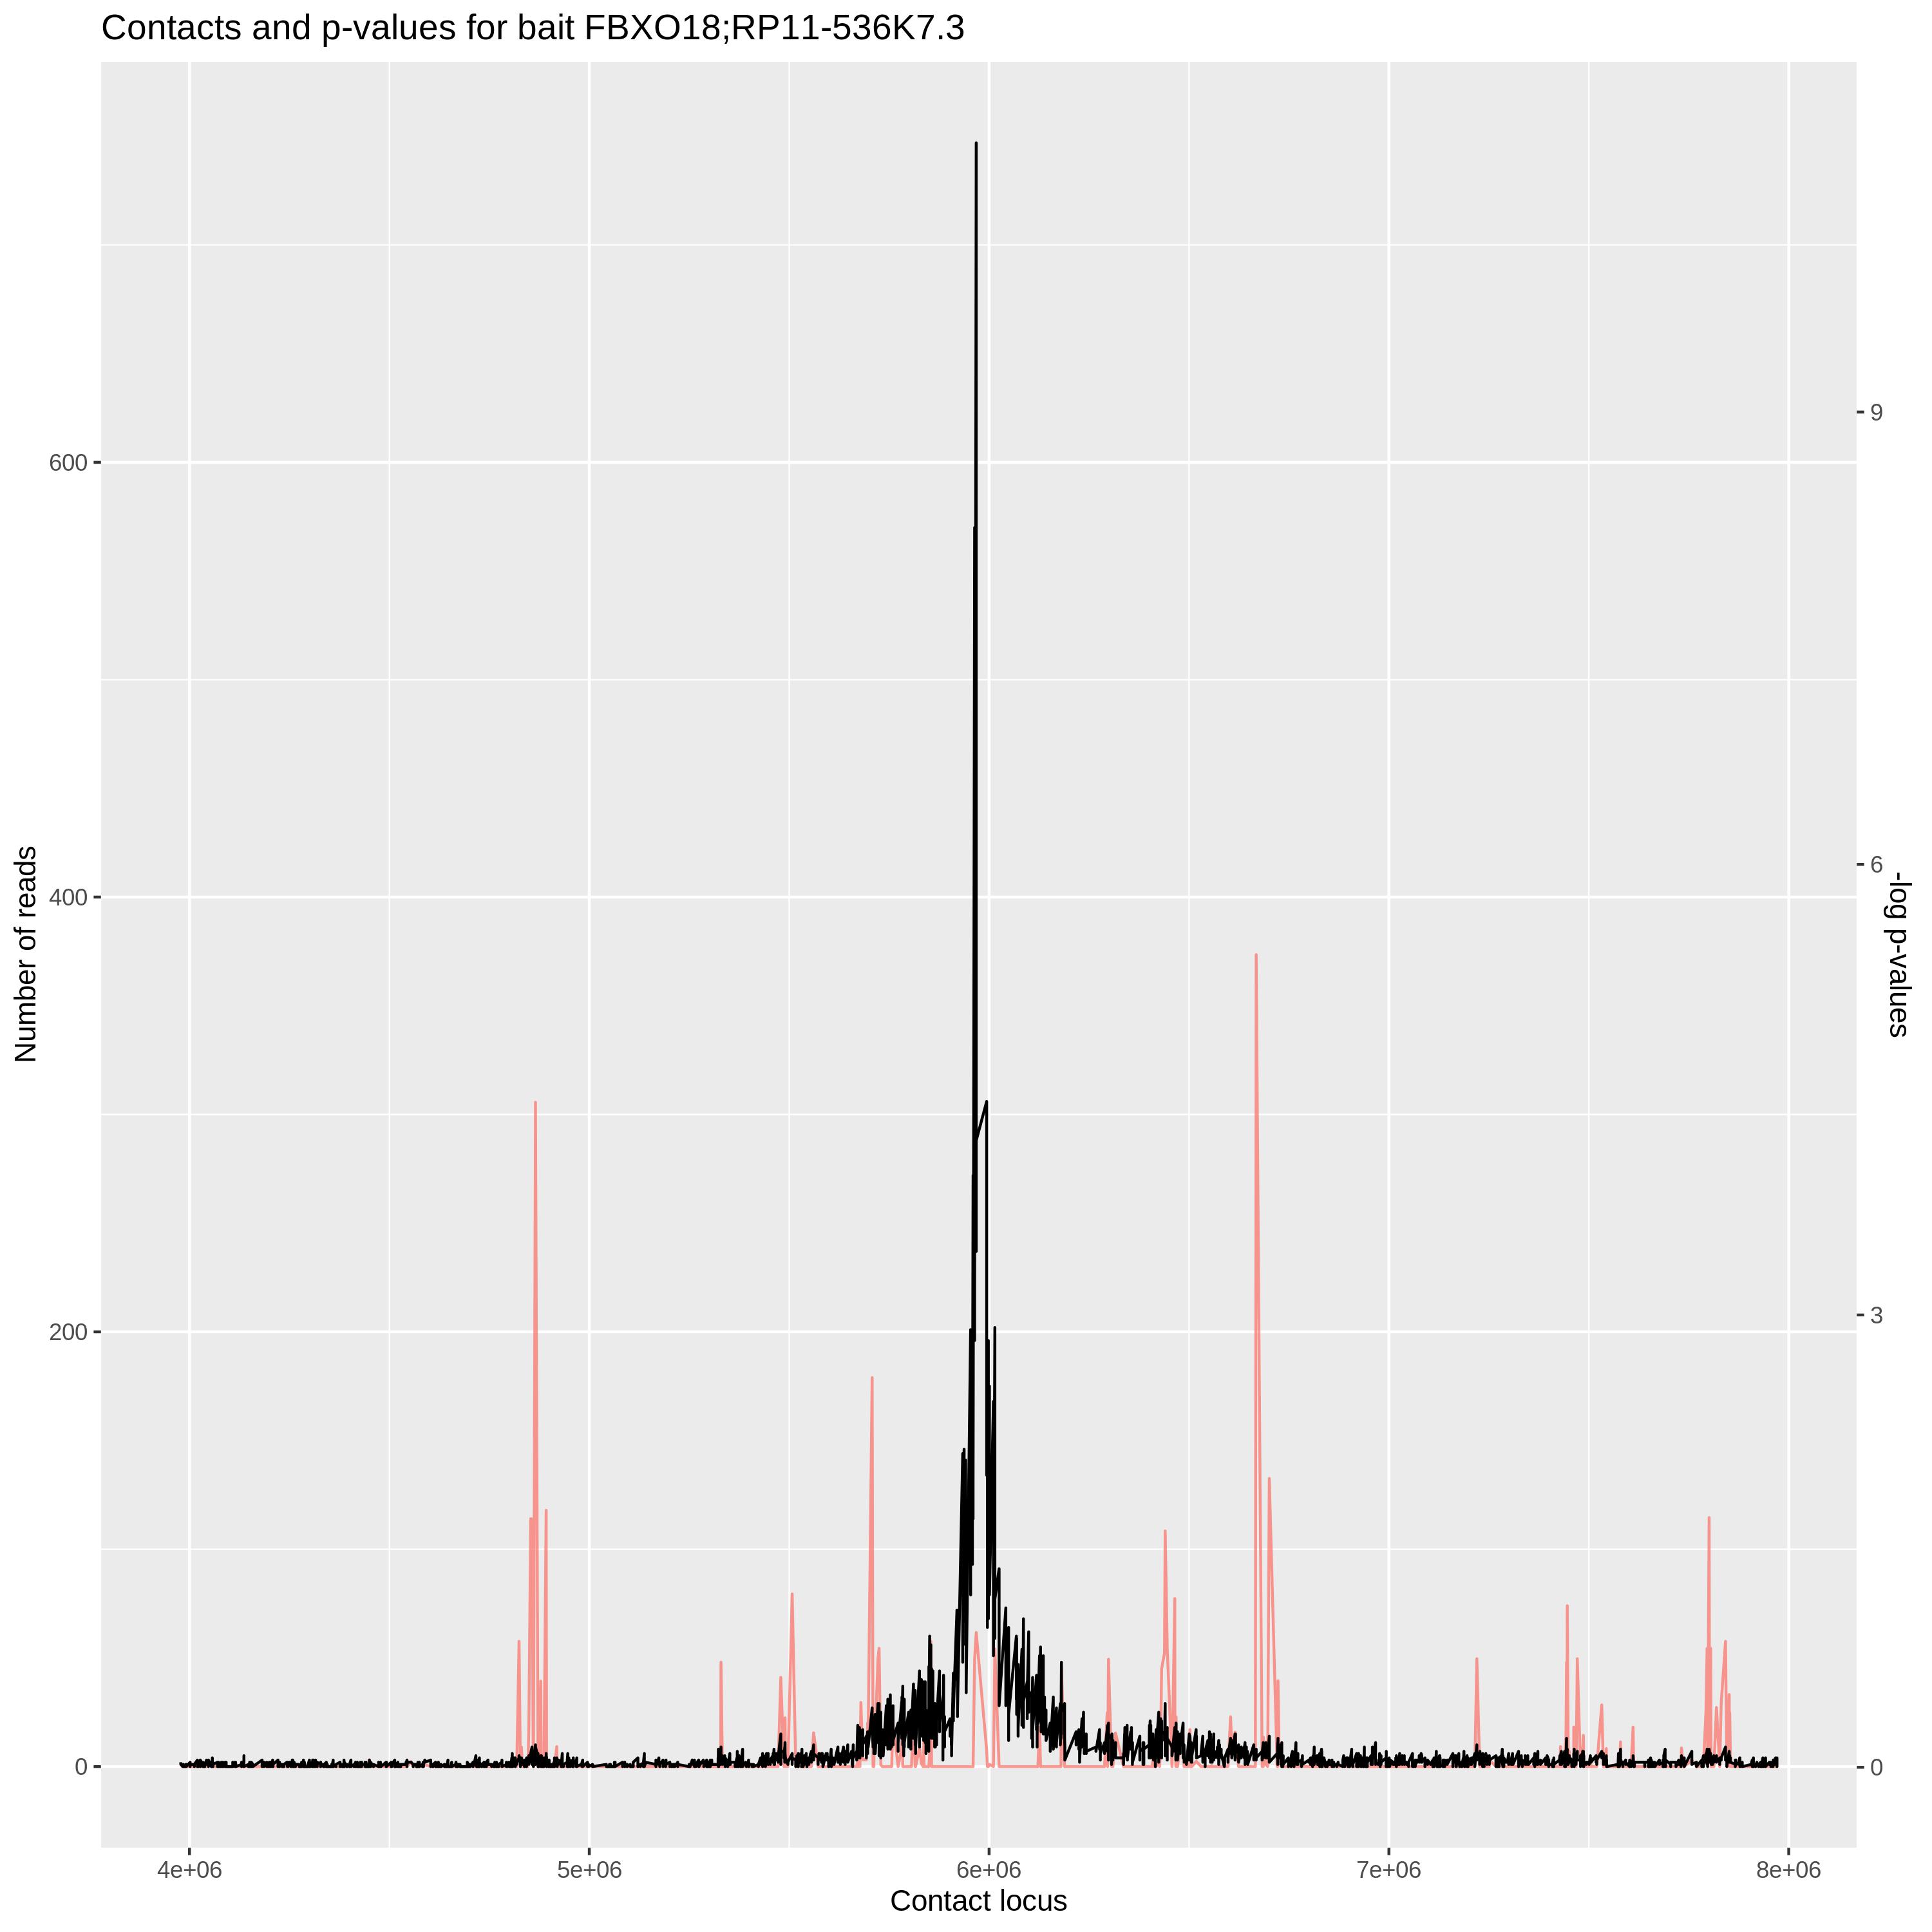 Contacts and p-values for bait FBXO18;RP11-536K7.3
Number of reads
600
400
200
0
9
6
3
0
-log p-values
4e+06
5e+06
6e+06
7e+06
8e+06
Contact locus